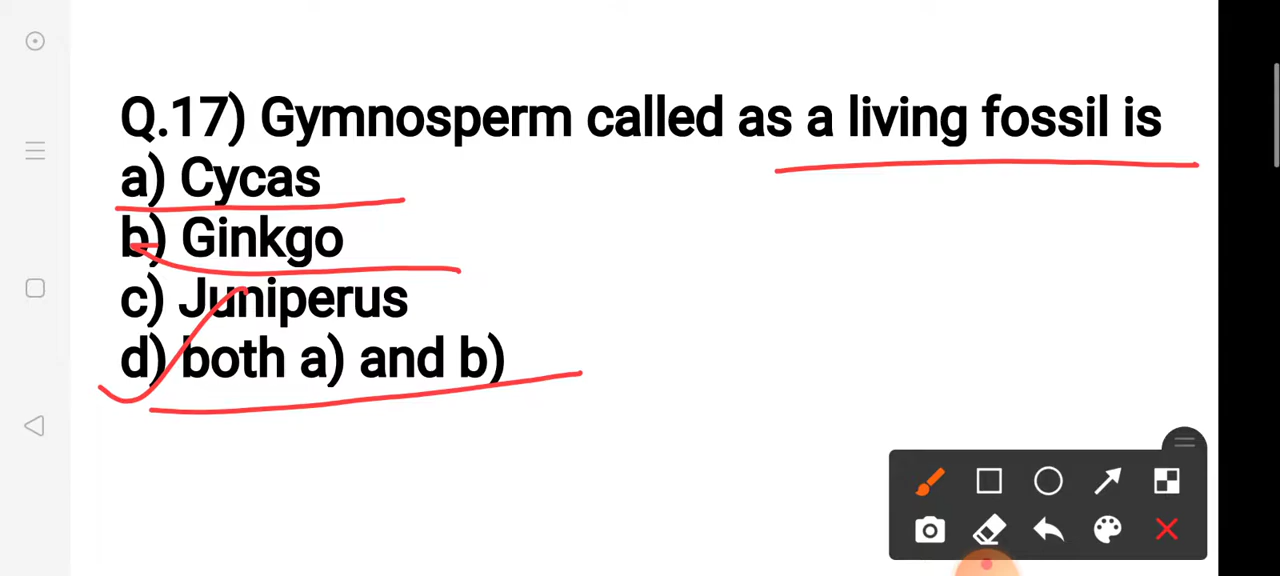 Q.17) Gymnosperm called as a living fossil is
a) Cycas
b) Ginkgo
c) Juniperus
d) both a) and b)